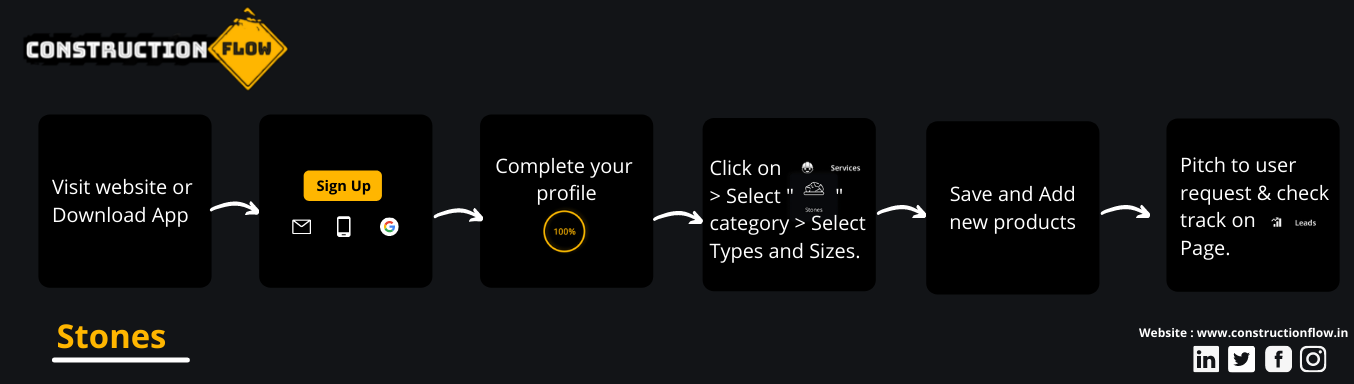 CONSTRUCTION FLOW
Visit website or
Download App
Sign Up
Complete your
profile
100%
Click on Services
> Select " Stones "
category > Select
Types and Sizes.
Save and Add
new products
Pitch to user
request & check
track on Leads
Page.
Stones
Website : www.constructionflow.in